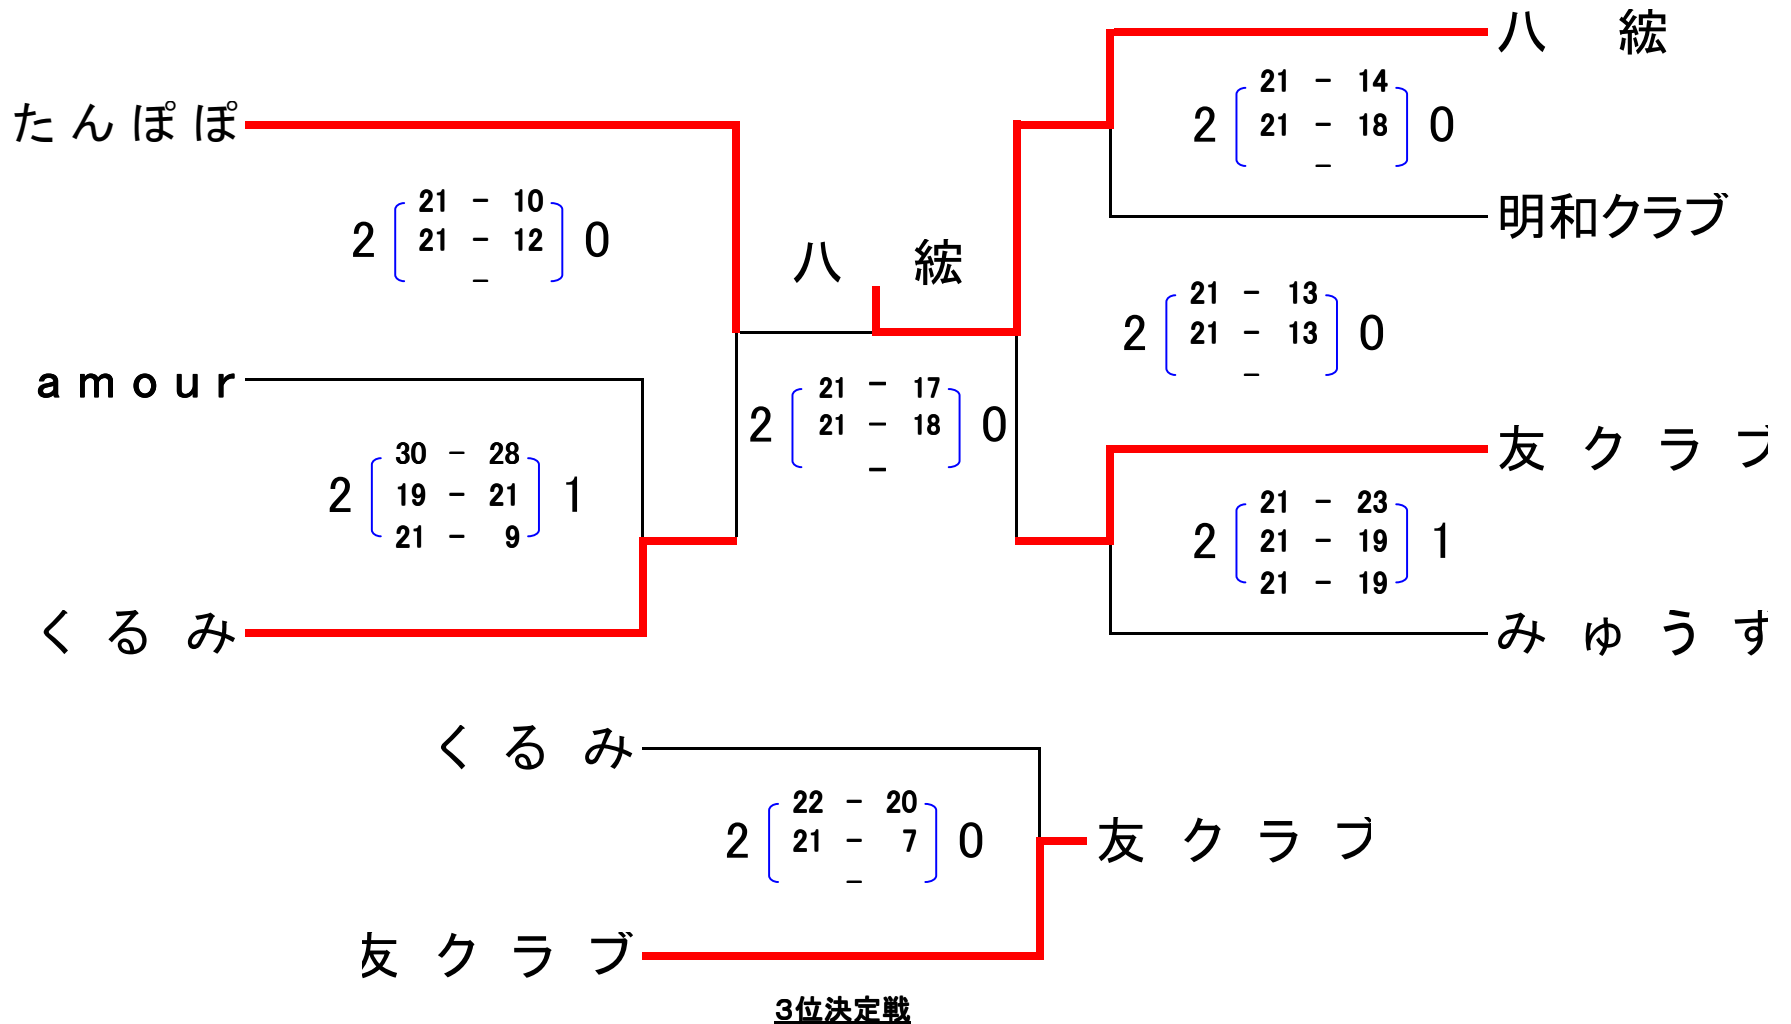 八 紘
21 - 14
2 21 - 18 0
-
たんぽぽ
明和クラブ
21 - 10
2 21 - 12 0
-
八 紘
21 - 13
2 21 - 13 0
-
amour
21 - 17
2 21 - 18 0
-
友クラブ
30 - 28
2 19 - 21 1
21 - 9
21 - 23
2 21 - 19 1
21 - 19
くるみ
みゅうず
くるみ
22 - 20
2 21 - 7 0
-
友クラブ
友クラブ
3位決定戦